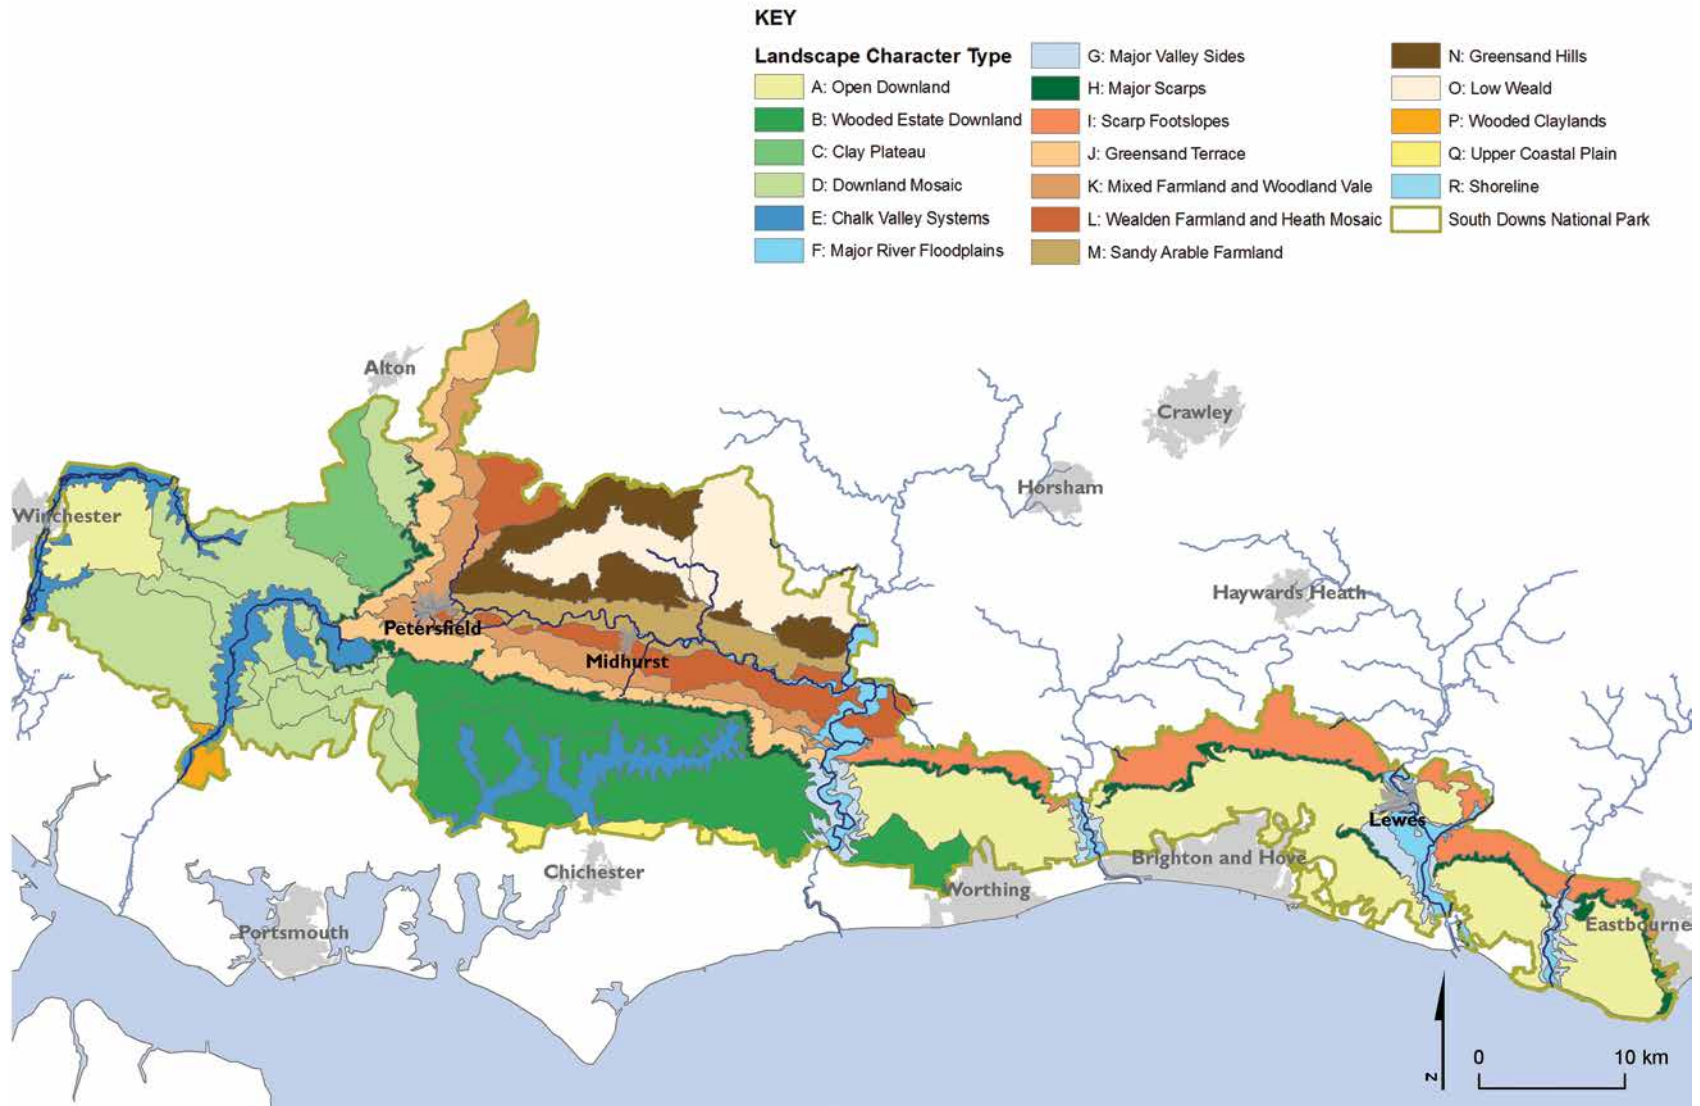 KEY
Landscape Character Type
A: Open Downland
B: Wooded Estate Downland
C: Clay Plateau
D: Downland Mosaic
E: Chalk Valley Systems
F: Major River Floodplains
G: Major Valley Sides
H: Major Scarps
I: Scarp Footslopes
J: Greensand Terrace
K: Mixed Farmland and Woodland Vale
L: Wealden Farmland and Heath Mosaic
M: Sandy Arable Farmland
N: Greensand Hills
O: Low Weald
P: Wooded Claylands
Q: Upper Coastal Plain
R: Shoreline
South Downs National Park
Alton
Crawley
Horsham
Winchester
Haywards Heath
Petersfield
Midhurst
Lewes
Brighton and Hove
Chichester
Worthing
Portsmouth
Eastbourne
N
0 10 km